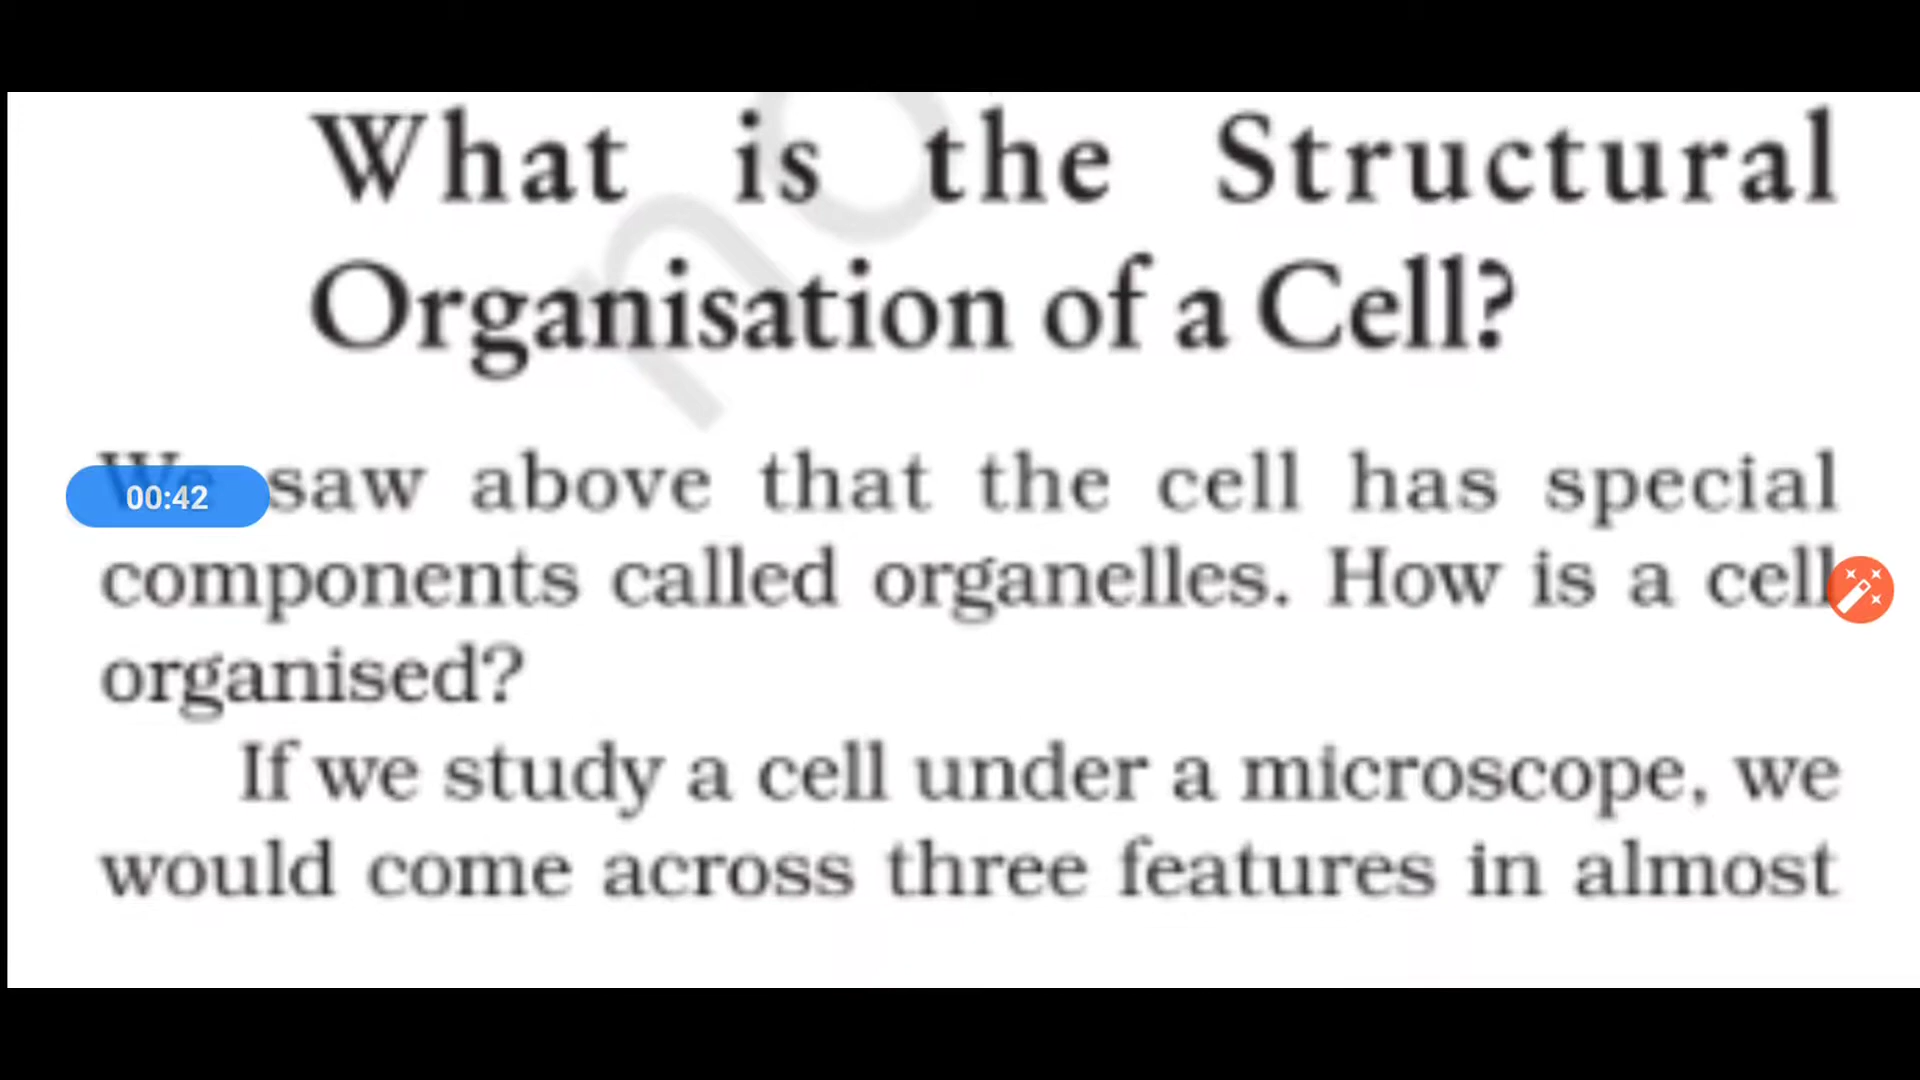 What is the Structural
Organisation of a Cell?
We saw above that the cell has special
00:42
components called organelles. How is a cell
organised?
If we study a cell under a microscope, we
would come across three features in almost